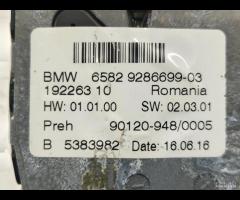 BMW 6582 9286699-03
192263 10 Romania
HW: 01.01.00 SW: 02.03.01
Preh 90120-948/0005
B 5383982 Date: 16.06.16